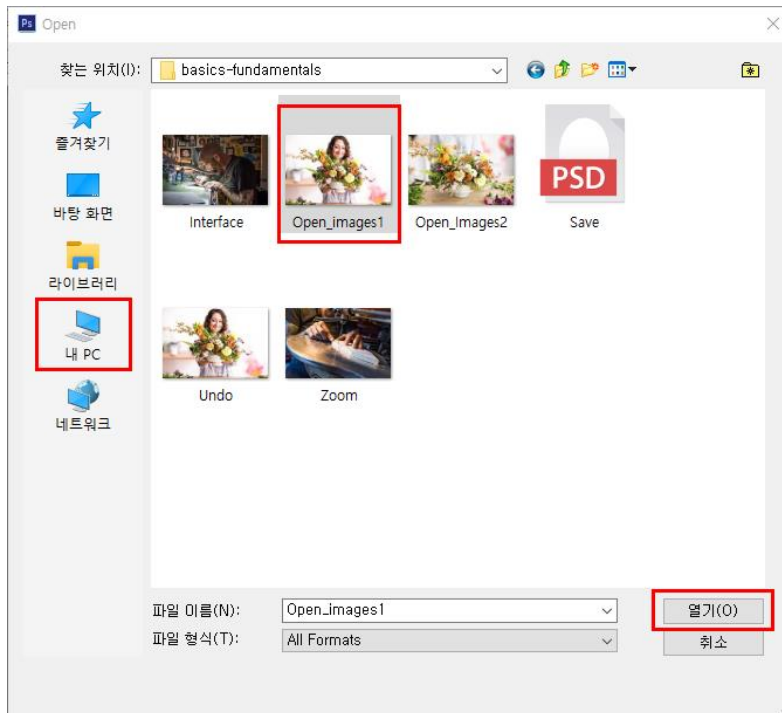 Ps Open
찾는 위치(I): basics-fundamentals
즐겨찾기
바탕 화면
라이브러리
내 PC
네트워크
Interface Open_images1 Open_Images2 PSD Save
Undo Zoom
파일 이름(N): Open_images1 열기(O)
파일 형식(T): All Formats 취소